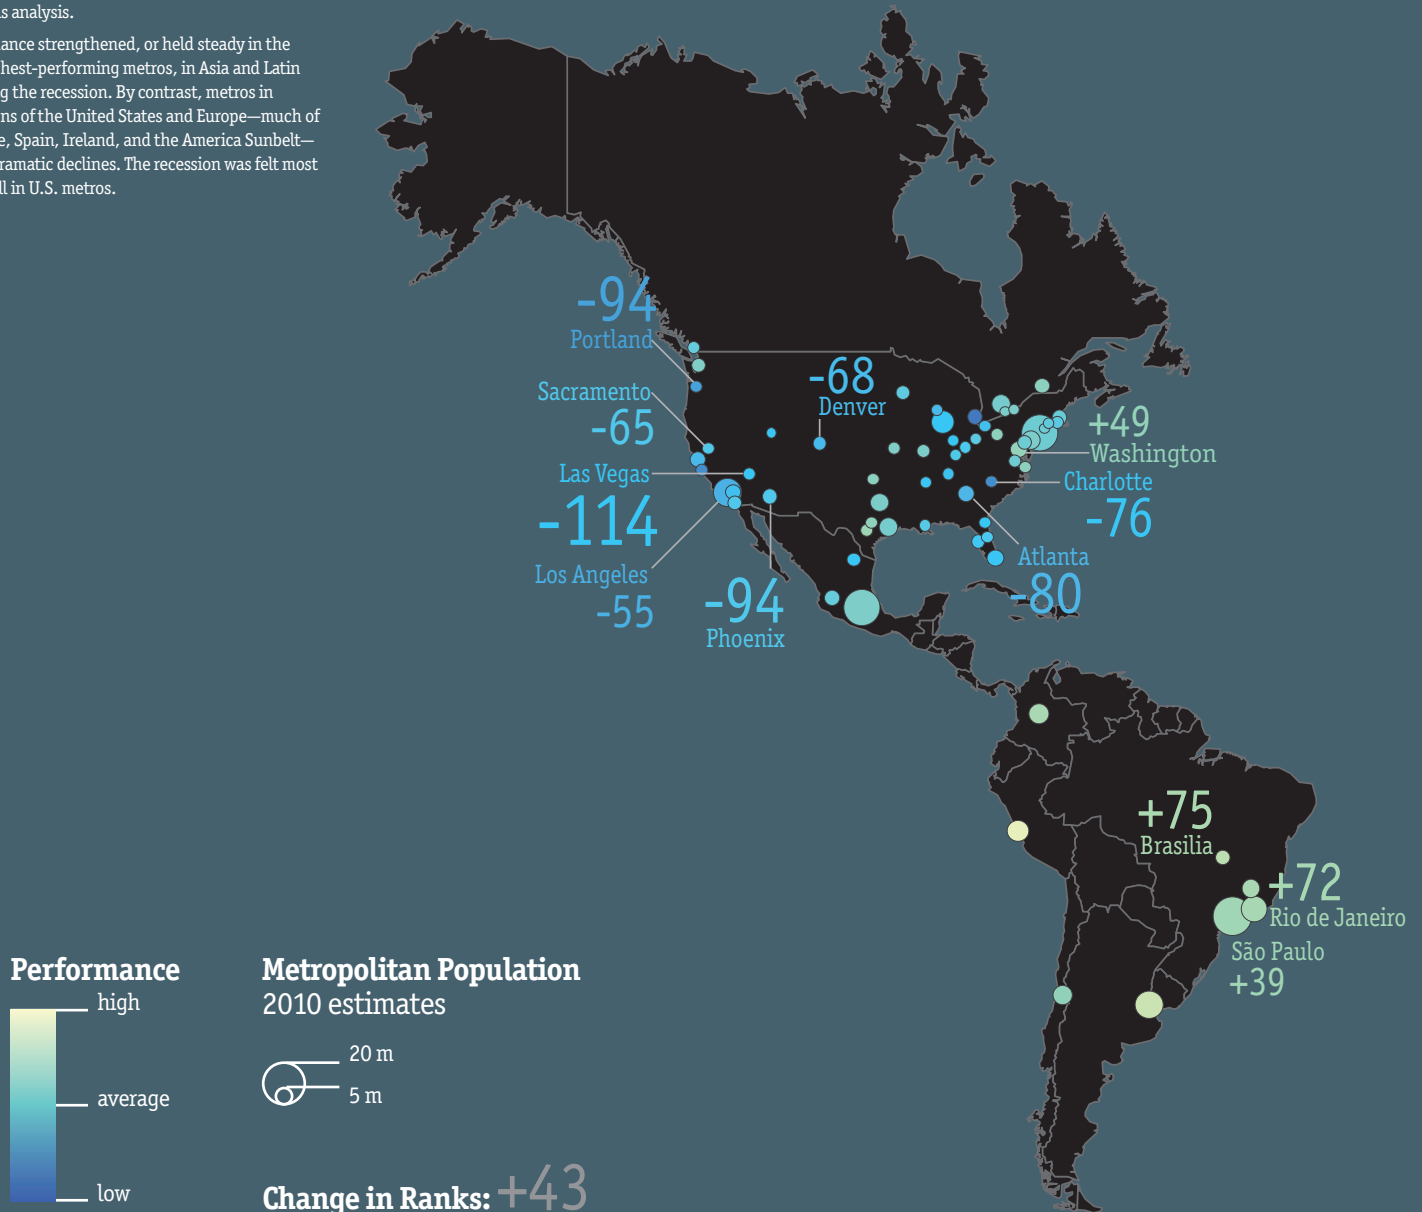 s analysis.
ance strengthened, or held steady in the
hest-performing metros, in Asia and Latin
g the recession. By contrast, metros in
ns of the United States and Europe—much of
e, Spain, Ireland, and the America Sunbelt—
ramatic declines. The recession was felt most
ll in U.S. metros.
-94
Portland
Sacramento
-65
Las Vegas
-114
Los Angeles
-55
-94
Phoenix
-68
Denver
+49
Washington
Charlotte
-76
Atlanta
-80
+75
Brasilia
+72
Rio de Janeiro
São Paulo
+39
Performance
high
average
low
Metropolitan Population
2010 estimates
20 m
5 m
Change in Ranks: +43